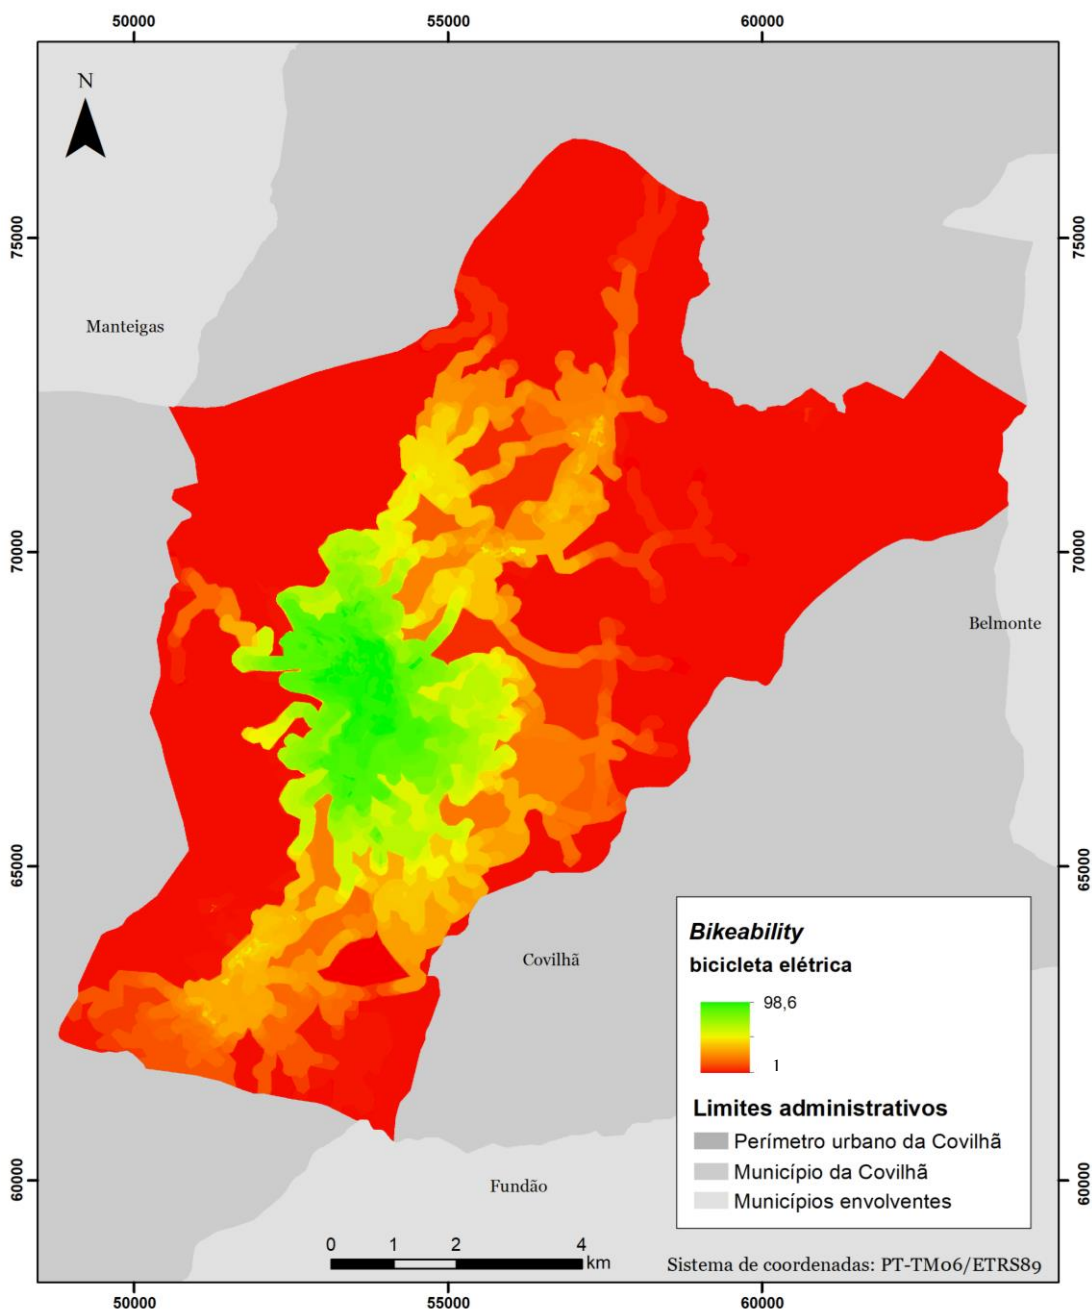 50000
55000
60000
N
75000
75000
Manteigas
70000
70000
Belmonte
65000
65000
Covilhã
Bikeability
bicicleta elétrica
98,6
1
Limites administrativos
Perímetro urbano da Covilhã
Município da Covilhã
Municípios envolventes
60000
60000
Fundão
0 1 2 4
km
Sistema de coordenadas: PT-TM06/ETRS89
50000
55000
60000